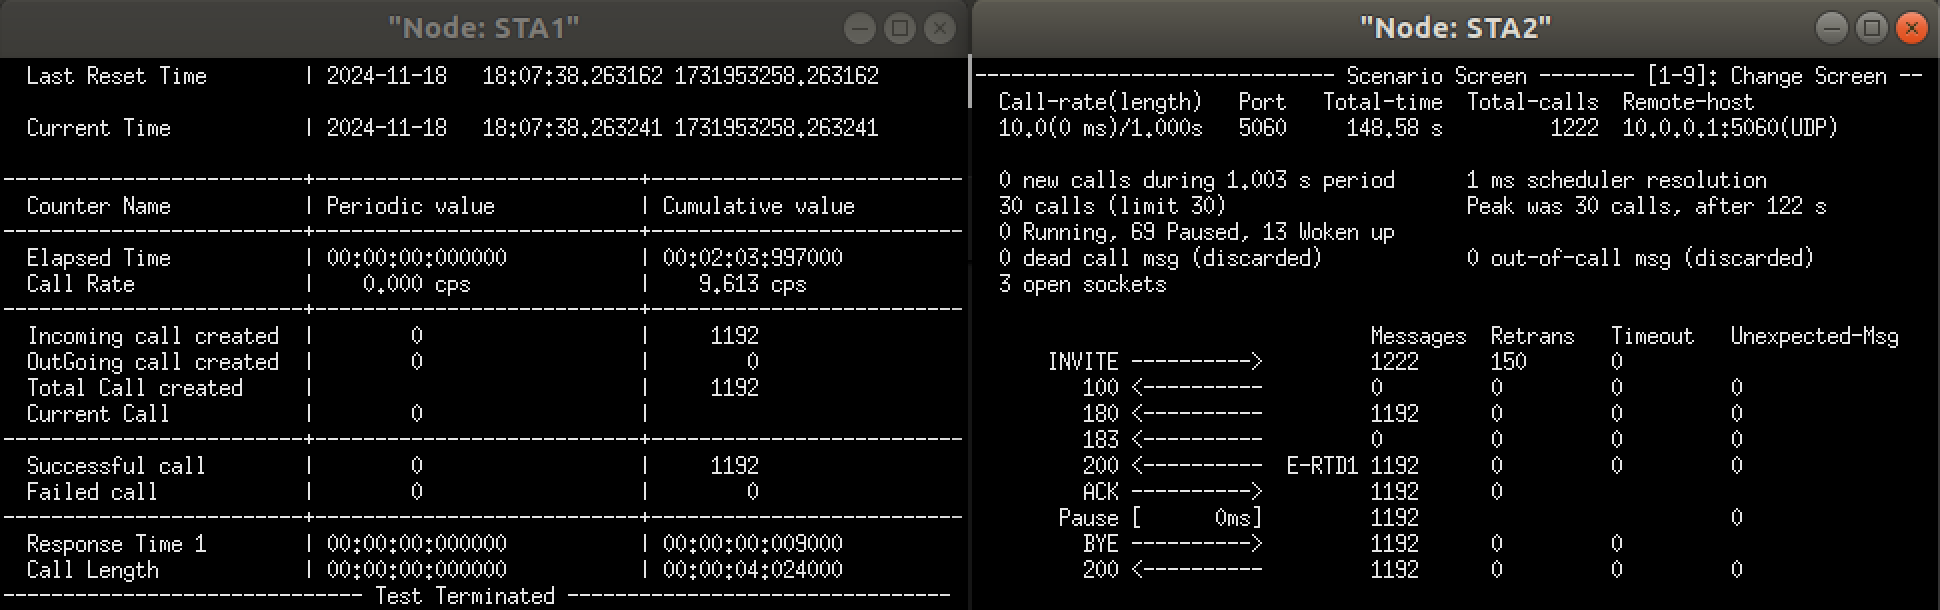 "Node: STA1"
Last Reset Time | 2024-11-18 18:07:38.263162 1731953258.263162
Current Time | 2024-11-18 18:07:38.263241 1731953258.263241
-------------------------+---------------------------+--------------------------
Counter Name | Periodic value | Cumulative value
-------------------------+---------------------------+--------------------------
Elapsed Time | 00:00:00:000000 | 00:02:03:997000
Call Rate | 0.000 cps | 9.613 cps
-------------------------+---------------------------+--------------------------
Incoming call created | 0 | 1192
OutGoing call created | 0 | 0
Total Call created | | 1192
Current Call | 0 |
-------------------------+---------------------------+--------------------------
Successful call | 0 | 1192
Failed call | 0 | 0
-------------------------+---------------------------+--------------------------
Response Time 1 | 00:00:00:000000 | 00:00:00:009000
Call Length | 00:00:00:000000 | 00:00:04:024000
------------------------------ Test Terminated --------------------------------
"Node: STA2"
------------------------------ Scenario Screen -------- [1-9]: Change Screen --
Call-rate(length) Port Total-time Total-calls Remote-host
10.0(0 ms)/1.000s 5060 148.58 s 1222 10.0.0.1:5060(UDP)
0 new calls during 1.003 s period 1 ms scheduler resolution
30 calls (limit 30) Peak was 30 calls, after 122 s
0 Running, 69 Paused, 13 Woken up
0 dead call msg (discarded) 0 out-of-call msg (discarded)
3 open sockets
Messages Retrans Timeout Unexpected-Msg
INVITE ----------> 1222 150 0
100 <---------- 0 0 0 0
180 <---------- 1192 0 0 0
183 <---------- 0 0 0 0
200 <---------- E-RTD1 1192 0 0 0
ACK ----------> 1192 0
Pause [ 0ms] 1192 0
BYE ----------> 1192 0 0
200 <---------- 1192 0 0 0